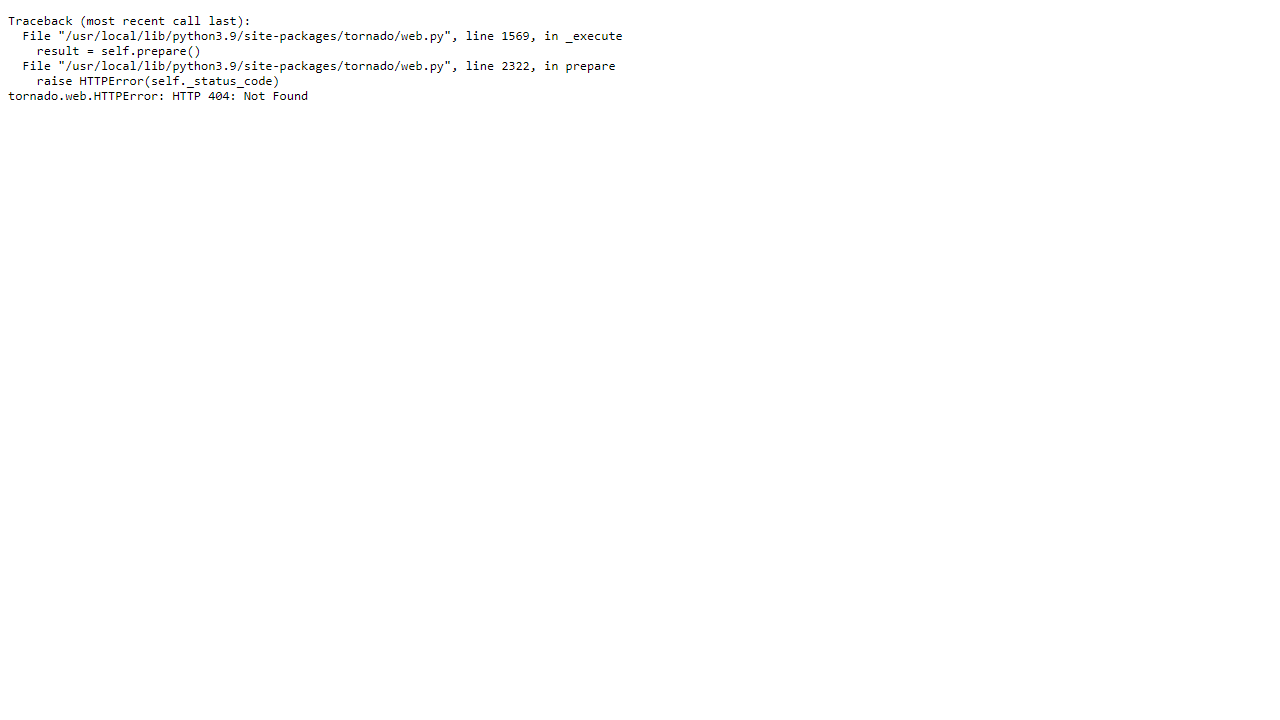 Traceback (most recent call last):
  File "/usr/local/lib/python3.9/site-packages/tornado/web.py", line 1569, in _execute
    result = self.prepare()
  File "/usr/local/lib/python3.9/site-packages/tornado/web.py", line 2322, in prepare
    raise HTTPError(self._status_code)
tornado.web.HTTPError: HTTP 404: Not Found